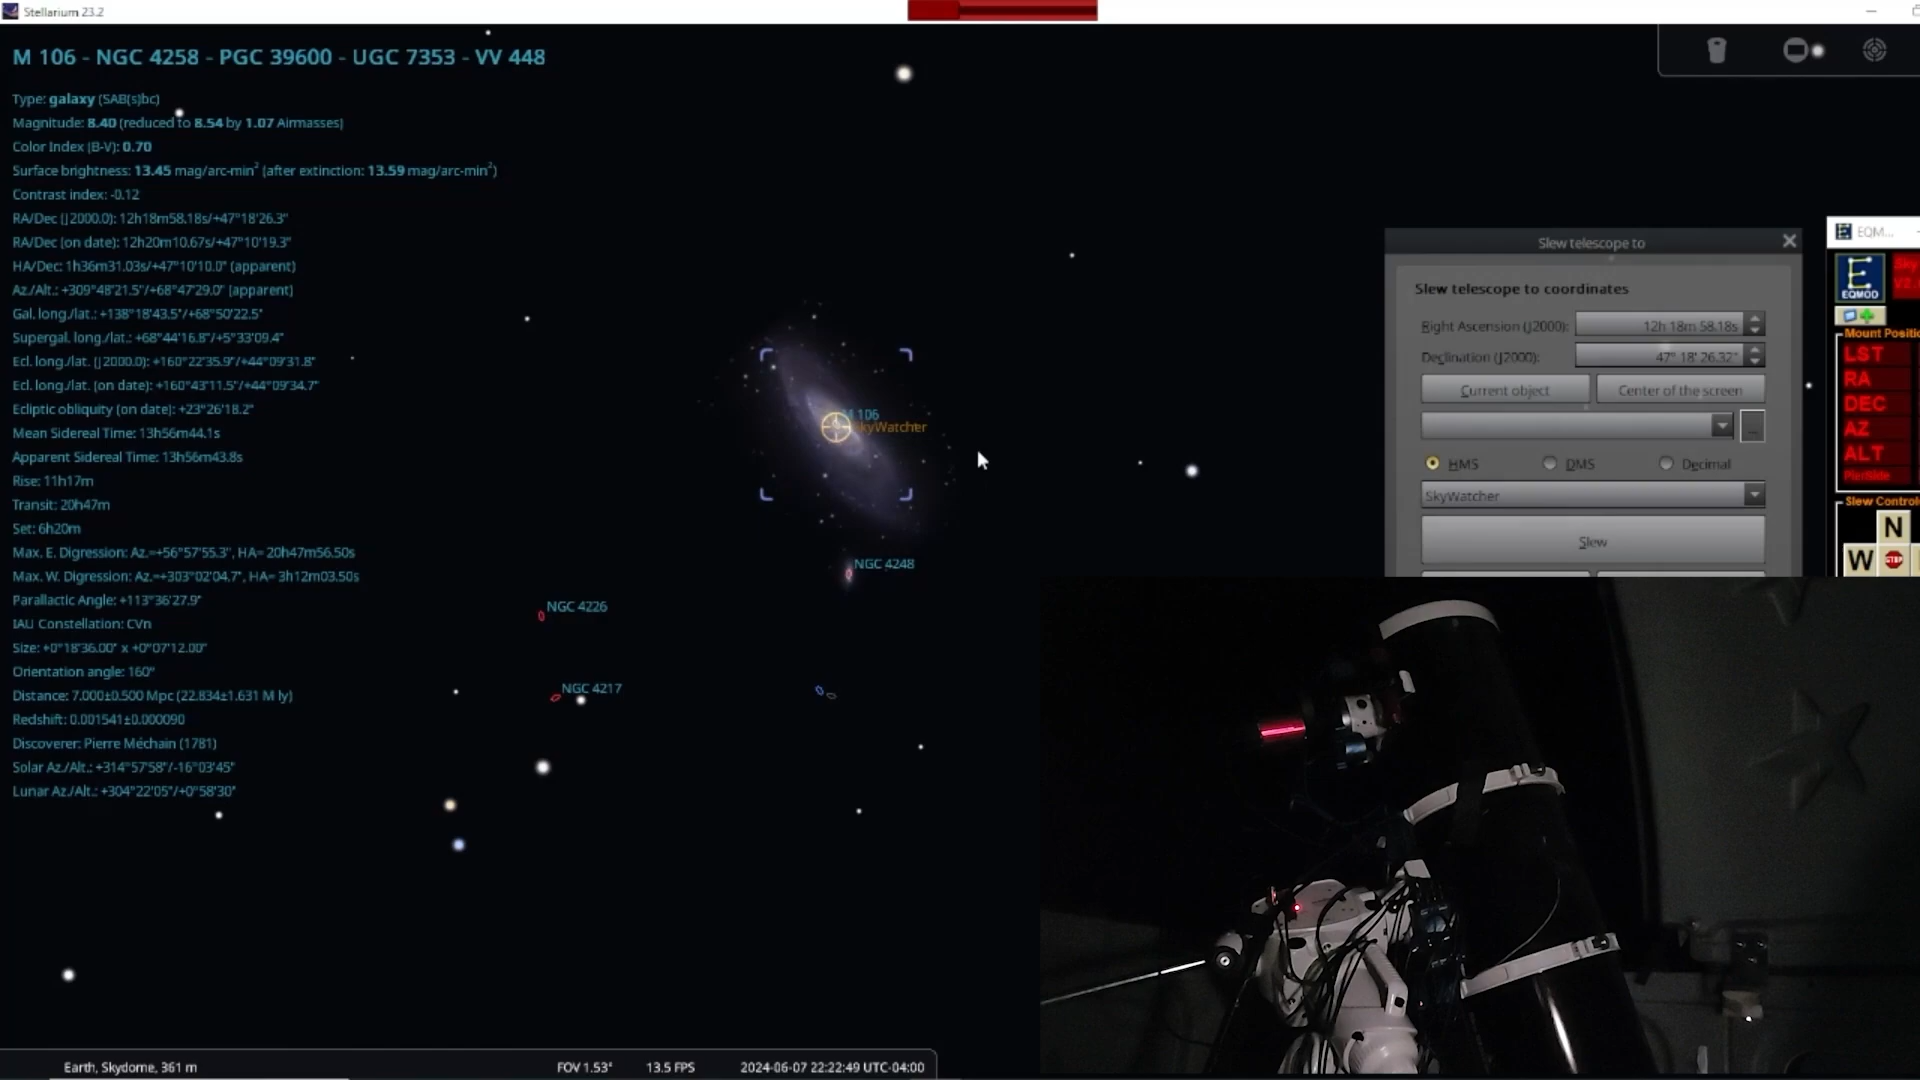 Stellarium 23.2
M 106 - NGC 4258 - PGC 39600 - UGC 7353 - VV 448
Type: galaxy (SAB(s)bc)
Magnitude: 8.40 (reduced to 8.54 by 1.07 Airmasses)
Color Index (B-V): 0.70
Surface brightness: 13.45 mag/arc-min² (after extinction: 13.59 mag/arc-min²)
Contrast index: -0.12
RA/Dec (J2000.0): 12h18m58.18s/+47°18'26.3"
RA/Dec (on date): 12h20m10.67s/+47°10'19.3"
HA/Dec: 1h36m31.03s/+47°10'10.0" (apparent)
Az./Alt.: +309°48'21.5"/+68°47'29.0" (apparent)
Gal. long./lat.: +138°18'43.5"/+68°50'22.5"
Supergal. long./lat.: +68°44'16.8"/+5°33'09.4"
Ecl. long./lat. (J2000.0): +160°22'35.9"/+44°09'31.8"
Ecl. long./lat. (on date): +160°43'11.5"/+44°09'34.7"
Ecliptic obliquity (on date): +23°26'18.2"
Mean Sidereal Time: 13h56m44.1s
Apparent Sidereal Time: 13h56m43.8s
Rise: 11h17m
Transit: 20h47m
Set: 6h20m
Max. E. Digression: Az.=+56°57'55.3", HA= 20h47m56.50s
Max. W. Digression: Az.=+303°02'04.7", HA= 3h12m03.50s
Parallactic Angle: +113°36'27.9"
IAU Constellation: CVn
Size: +0°18'36.00" x +0°07'12.00"
Orientation angle: 160°
Distance: 7.000±0.500 Mpc (22.834±1.631 M ly)
Redshift: 0.001541±0.000090
Discoverer: Pierre Méchain (1781)
Solar Az./Alt.: +314°57'58"/-16°03'45"
Lunar Az./Alt.: +304°22'05"/+0°58'30"
M 106
SkyWatcher
NGC 4248
NGC 4226
NGC 4217
Slew telescope to
Slew telescope to coordinates
Right Ascension (J2000): 12h 18m 58.18s
Declination (J2000): 47° 18' 26.32"
Current object Center of the screen
...
HMS DMS Decimal
SkyWatcher
Slew
EQM...
EQMOD
Sky
Mount Positio
LST
RA
DEC
AZ
ALT
PierSide
Slew Control
N
W STOP
Earth, Skydome, 361 m FOV 1.53° 13.5 FPS 2024-06-07 22:22:49 UTC-04:00